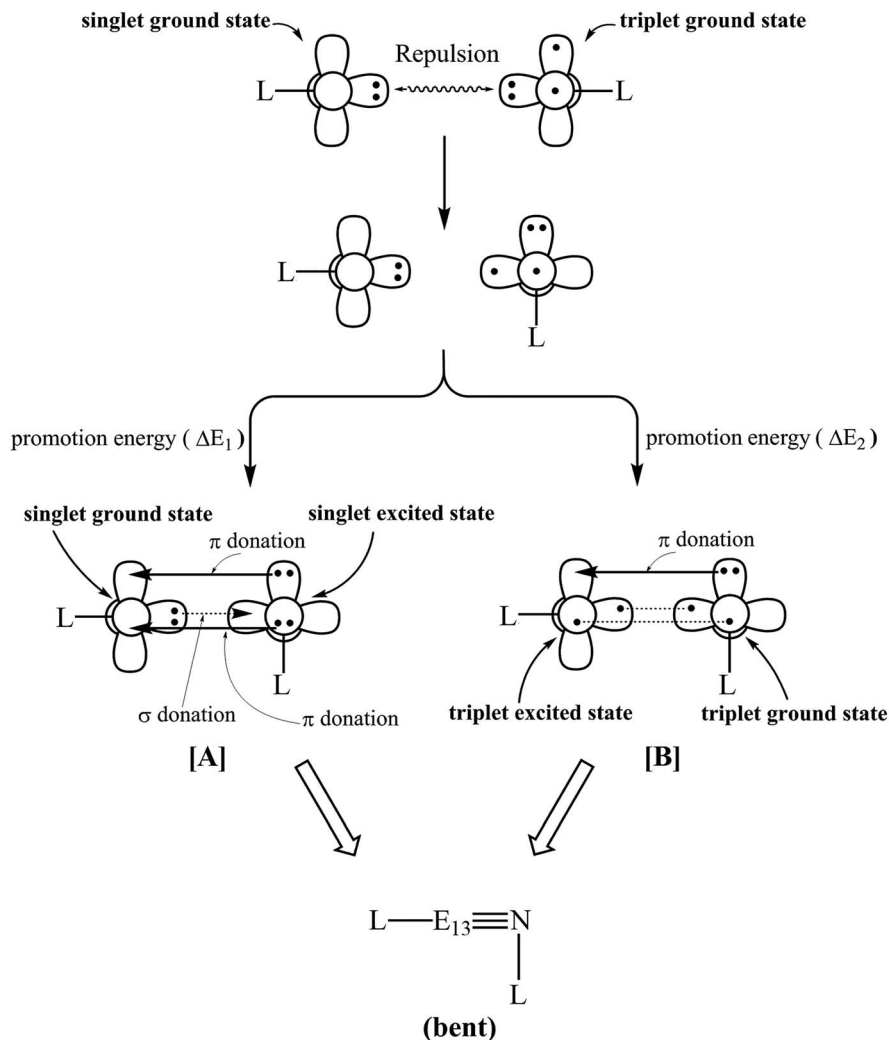 singlet ground state
triplet ground state
Repulsion
L
L
L
L
promotion energy ( ΔE₁ )
promotion energy ( ΔE₂ )
singlet ground state
singlet excited state
π donation
π donation
L
L
L
L
σ donation
π donation
triplet excited state
triplet ground state
[A]
[B]
L—E₁₃≡N
L
(bent)